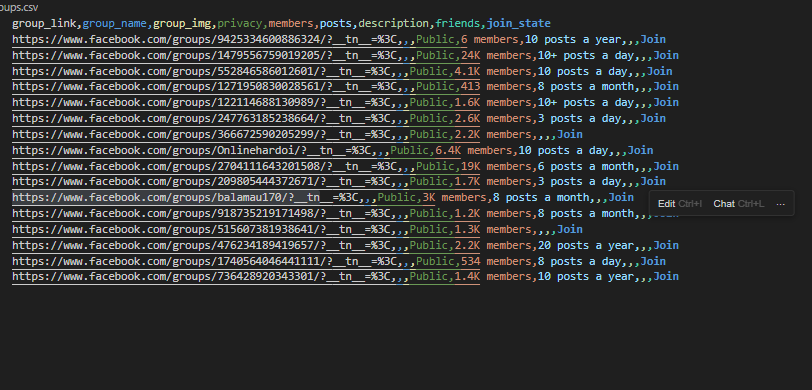 oups.csv
group_link,group_name,group_img,privacy,members,posts,description,friends,join_state
https://www.facebook.com/groups/9425334600886324/?__tn__=%3C,,,Public,6 members,10 posts a year,,,Join
https://www.facebook.com/groups/1479556759019205/?__tn__=%3C,,,Public,24K members,10+ posts a day,,,Join
https://www.facebook.com/groups/552846586012601/?__tn__=%3C,,,Public,4.1K members,10 posts a day,,,Join
https://www.facebook.com/groups/1271950830028561/?__tn__=%3C,,,Public,413 members,8 posts a month,,,Join
https://www.facebook.com/groups/122114688130989/?__tn__=%3C,,,Public,1.6K members,10+ posts a day,,,Join
https://www.facebook.com/groups/247763185238664/?__tn__=%3C,,,Public,2.6K members,3 posts a day,,,Join
https://www.facebook.com/groups/366672590205299/?__tn__=%3C,,,Public,2.2K members,,,,Join
https://www.facebook.com/groups/Onlinehardoi/?__tn__=%3C,,,Public,6.4K members,10 posts a day,,,Join
https://www.facebook.com/groups/2704111643201508/?__tn__=%3C,,,Public,19K members,6 posts a month,,,Join
https://www.facebook.com/groups/209805444372671/?__tn__=%3C,,,Public,1.7K members,3 posts a day,,,Join
https://www.facebook.com/groups/balamau170/?__tn__=%3C,,,Public,3K members,8 posts a month,,,Join
Edit Ctrl+I Chat Ctrl+L ...
https://www.facebook.com/groups/918735219171498/?__tn__=%3C,,,Public,1.2K members,8 posts a month,,,Join
https://www.facebook.com/groups/515607381938641/?__tn__=%3C,,,Public,1.3K members,,,,Join
https://www.facebook.com/groups/476234189419657/?__tn__=%3C,,,Public,2.2K members,20 posts a year,,,Join
https://www.facebook.com/groups/1740564046441111/?__tn__=%3C,,,Public,534 members,8 posts a day,,,Join
https://www.facebook.com/groups/736428920343301/?__tn__=%3C,,,Public,1.4K members,10 posts a year,,,Join